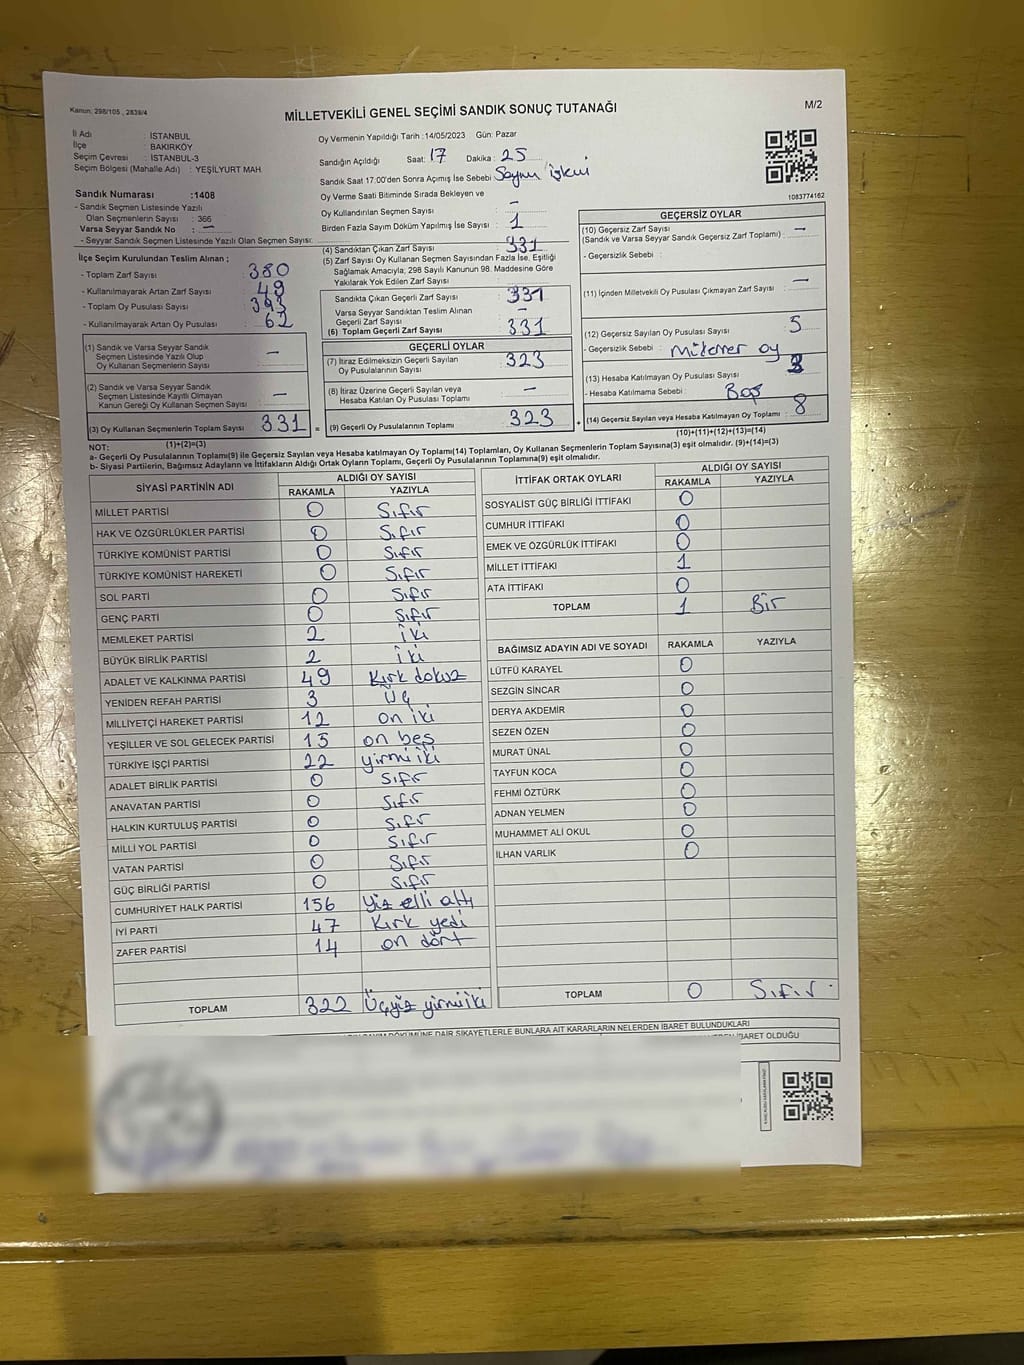 Kanun: 298/105 , 2839/4
MİLLETVEKİLİ GENEL SEÇİMİ SANDIK SONUÇ TUTANAĞI
M/2
İl Adı : İSTANBUL
İlçe : BAKIRKÖY
Seçim Çevresi : İSTANBUL-3
Seçim Bölgesi (Mahalle Adı) : YEŞİLYURT MAH.
Sandık Numarası :1408
- Sandık Seçmen Listesinde Yazılı
Olan Seçmenlerin Sayısı : 366
Varsa Seyyar Sandık No : —
- Seyyar Sandık Seçmen Listesinde Yazılı Olan Seçmen Sayısı:
İlçe Seçim Kurulundan Teslim Alınan ;
- Toplam Zarf Sayısı : 380
- Kullanılmayarak Artan Zarf Sayısı : 49
- Toplam Oy Pusulası Sayısı : 393
- Kullanılmayarak Artan Oy Pusulası : 62
(1) Sandık ve Varsa Seyyar Sandık
Seçmen Listesinde Yazılı Olup
Oy Kullanan Seçmenlerin Sayısı : —
(2) Sandık ve Varsa Seyyar Sandık
Seçmen Listesinde Kayıtlı Olmayan
Kanun Gereği Oy Kullanan Seçmen Sayısı : —
(3) Oy Kullanan Seçmenlerin Toplam Sayısı : 331 =
(1)+(2)=(3)
Oy Vermenin Yapıldığı Tarih :14/05/2023 Gün: Pazar
Sandığın Açıldığı Saat: 17 Dakika : 25
Sandık Saat 17:00'den Sonra Açımış İse Sebebi : Sayım işlemi
Oy Verme Saati Bitiminde Sırada Bekleyen ve
Oy Kullandırılan Seçmen Sayısı : —
Birden Fazla Sayım Döküm Yapılmış İse Sayısı : 1
(4) Sandıktan Çıkan Zarf Sayısı : 331
(5) Zarf Sayısı Oy Kullanan Seçmen Sayısından Fazla İse, Eşitliği
Sağlamak Amacıyla; 298 Sayılı Kanunun 98. Maddesine Göre
Yakılarak Yok Edilen Zarf Sayısı :
Sandıkta Çıkan Geçerli Zarf Sayısı : 331
Varsa Seyyar Sandıktan Teslim Alınan
Geçerli Zarf Sayısı : —
(6) Toplam Geçerli Zarf Sayısı : 331
GEÇERLİ OYLAR
(7) İtiraz Edilmeksizin Geçerli Sayılan
Oy Pusulalarının Sayısı : 323
(8) İtiraz Üzerine Geçerli Sayılan veya
Hesaba Katılan Oy Pusulası Toplamı : —
(9) Geçerli Oy Pusulalarının Toplamı : 323 +
1083774162
GEÇERSİZ OYLAR
(10) Geçersiz Zarf Sayısı
(Sandık ve Varsa Seyyar Sandık Geçersiz Zarf Toplamı) : —
- Geçersizlik Sebebi :
(11) İçinden Milletvekili Oy Pusulası Çıkmayan Zarf Sayısı : —
(12) Geçersiz Sayılan Oy Pusulası Sayısı : 5
- Geçersizlik Sebebi : oy
(13) Hesaba Katılmayan Oy Pusulası Sayısı : 3
- Hesaba Katılmama Sebebi : Boş
(14) Geçersiz Sayılan veya Hesaba Katılmayan Oy Toplamı : 8
(10)+(11)+(12)+(13)=(14)
NOT:
a- Geçerli Oy Pusulalarının Toplamı(9) ile Geçersiz Sayılan veya Hesaba katılmayan Oy Toplamı(14) Toplamları, Oy Kullanan Seçmenlerin Toplam Sayısına(3) eşit olmalıdır. (9)+(14)=(3)
b- Siyasi Partilerin, Bağımsız Adayların ve İttifakların Aldığı Ortak Oyların Toplamı, Geçerli Oy Pusulalarının Toplamına(9) eşit olmalıdır.
SİYASİ PARTİNİN ADI ALDIĞI OY SAYISI
RAKAMLA YAZIYLA
MİLLET PARTİSİ 0 Sıfır
HAK VE ÖZGÜRLÜKLER PARTİSİ 0 Sıfır
TÜRKİYE KOMÜNİST PARTİSİ 0 Sıfır
TÜRKİYE KOMÜNİST HAREKETİ 0 Sıfır
SOL PARTİ 0 Sıfır
GENÇ PARTİ 0 Sıfır
MEMLEKET PARTİSİ 2 iki
BÜYÜK BİRLİK PARTİSİ 2 iki
ADALET VE KALKINMA PARTİSİ 49 Kırk dokuz
YENİDEN REFAH PARTİSİ 3 Üç
MİLLİYETÇİ HAREKET PARTİSİ 12 on iki
YEŞİLLER VE SOL GELECEK PARTİSİ 15 on beş
TÜRKİYE İŞÇİ PARTİSİ 22 yirmi iki
ADALET BİRLİK PARTİSİ 0 Sıfır
ANAVATAN PARTİSİ 0 Sıfır
HALKIN KURTULUŞ PARTİSİ 0 Sıfır
MİLLİ YOL PARTİSİ 0 Sıfır
VATAN PARTİSİ 0 Sıfır
GÜÇ BİRLİĞİ PARTİSİ 0 Sıfır
CUMHURİYET HALK PARTİSİ 156 Yüz elli altı
İYİ PARTİ 47 Kırk yedi
ZAFER PARTİSİ 14 on dört
TOPLAM 322 Üçyüz yirmiiki
İTTİFAK ORTAK OYLARI ALDIĞI OY SAYISI
RAKAMLA YAZIYLA
SOSYALİST GÜÇ BİRLİĞİ İTTİFAKI 0
CUMHUR İTTİFAKI 0
EMEK VE ÖZGÜRLÜK İTTİFAKI 0
MİLLET İTTİFAKI 1
ATA İTTİFAKI 0
TOPLAM 1 Bir
BAĞIMSIZ ADAYIN ADI VE SOYADI RAKAMLA YAZIYLA
LÜTFÜ KARAYEL 0
SEZGİN SİNCAR 0
DERYA AKDEMİR 0
SEZEN ÖZEN 0
MURAT ÜNAL 0
TAYFUN KOCA 0
FEHMİ ÖZTÜRK 0
ADNAN YELMEN 0
MUHAMMET ALİ OKUL 0
İLHAN VARLIK 0
TOPLAM 0 Sıfır
DÖKÜMÜNE DAİR ŞİKAYETLERLE BUNLARA AİT KARARLARIN NELERDEN İBARET BULUNDUKLARI
İBARET OLDUĞU